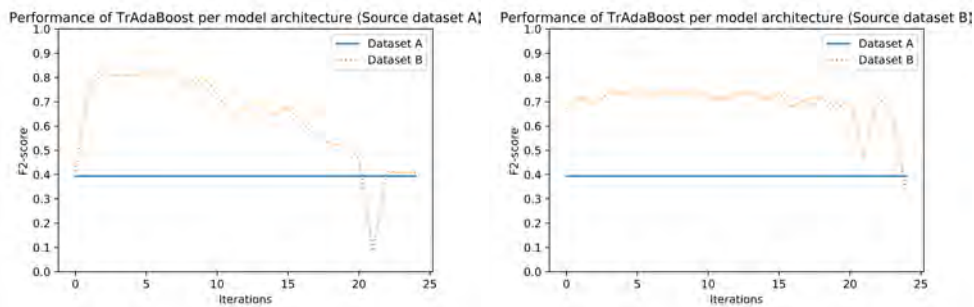 Performance of TrAdaBoost per model architecture (Source dataset A)
1.0
0.9
0.8
0.7
0.6
0.5
0.4
0.3
0.2
0.1
0.0
F2-score
0 5 10 15 20 25
Iterations
Dataset A
Dataset B
Performance of TrAdaBoost per model architecture (Source dataset B)
1.0
0.9
0.8
0.7
0.6
0.5
0.4
0.3
0.2
0.1
0.0
F2-score
0 5 10 15 20 25
Iterations
Dataset A
Dataset B